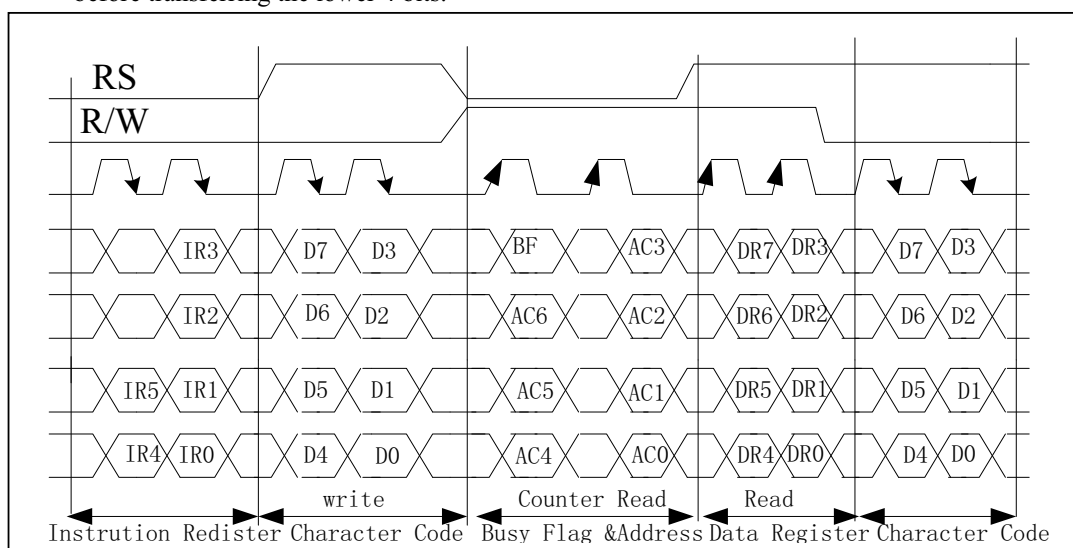 before transferring the lower 4 bits.
RS
R/W
IR3 D7 D3 BF AC3 DR7 DR3 D7 D3
IR2 D6 D2 AC6 AC2 DR6 DR2 D6 D2
IR5 IR1 D5 D1 AC5 AC1 DR5 DR1 D5 D1
IR4 IR0 D4 D0 AC4 AC0 DR4 DR0 D4 D0
write Counter Read Read
Instrution Redister Character Code Busy Flag &Address Data Register Character Code